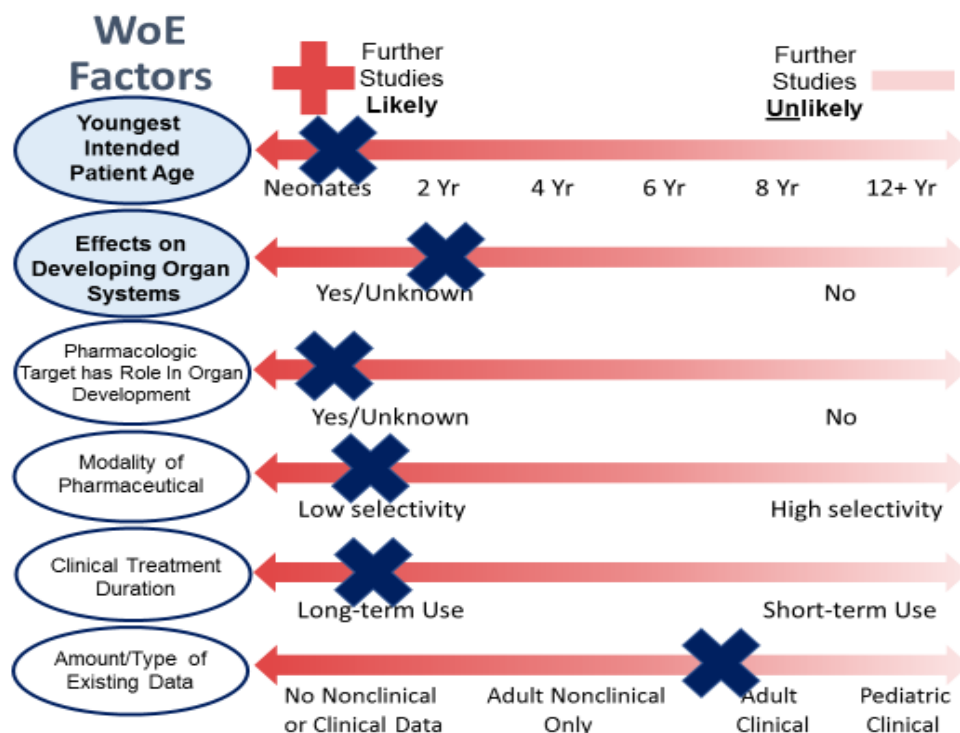 WoE
Factors
Further
Studies
Likely
Further
Studies
Unlikely
Youngest
Intended
Patient Age
Neonates 2 Yr 4 Yr 6 Yr 8 Yr 12+ Yr
Effects on
Developing Organ
Systems
Yes/Unknown No
Pharmacologic
Target has Role In Organ
Development
Yes/Unknown No
Modality of
Pharmaceutical
Low selectivity High selectivity
Clinical Treatment
Duration
Long-term Use Short-term Use
Amount/Type of
Existing Data
No Nonclinical
or Clinical Data
Adult Nonclinical
Only
Adult
Clinical
Pediatric
Clinical